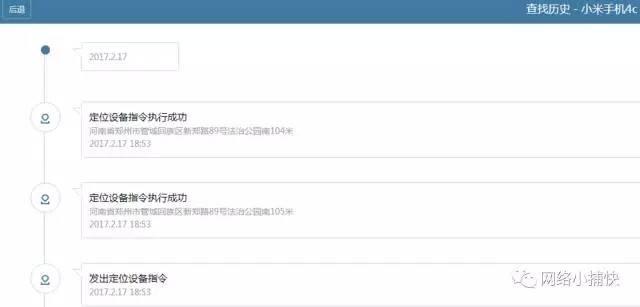 后退
查找历史 - 小米手机4c
2017.2.17
定位设备指令执行成功
河南省郑州市管城回族区新郑路89号法治公园南104米
2017.2.17 18:53
定位设备指令执行成功
河南省郑州市管城回族区新郑路89号法治公园南105米
2017.2.17 18:53
发出定位设备指令
2017.2.17 18:53
网络小捕快